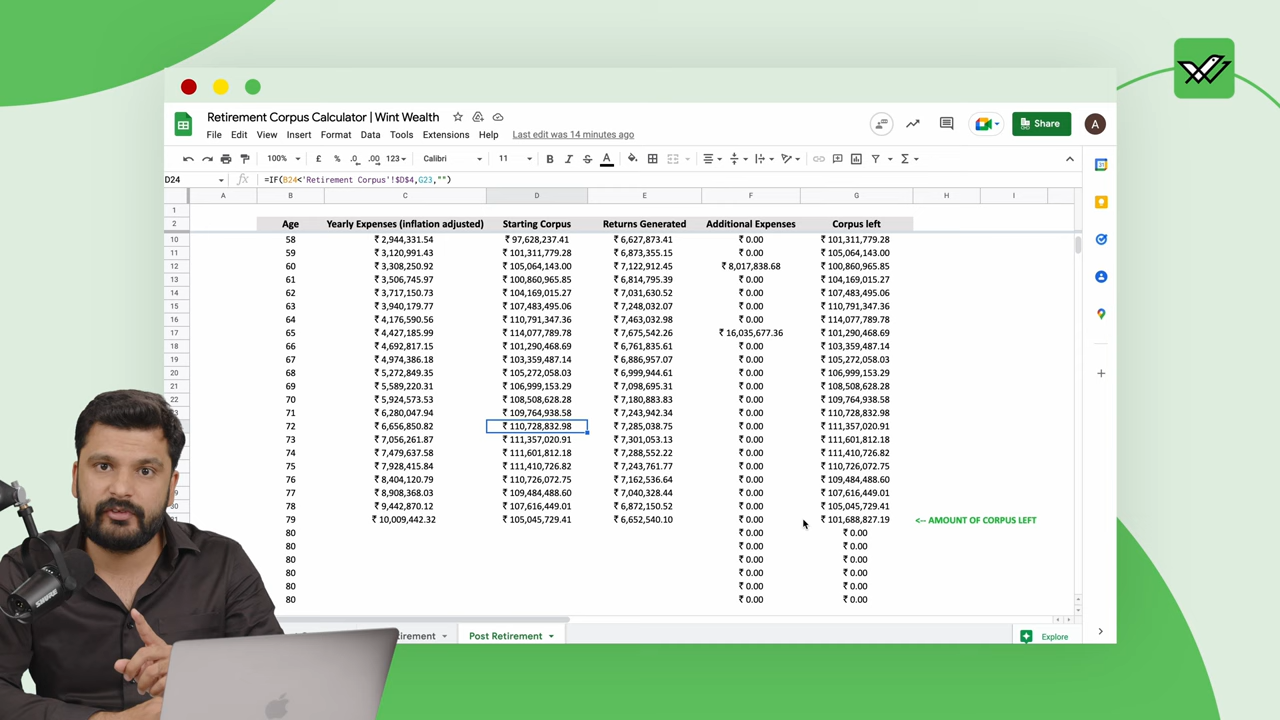 Retirement Corpus Calculator | Wint Wealth
File Edit View Insert Format Data Tools Extensions Help Last edit was 14 minutes ago
Share A
100% £ % .0 .00 123 Calibri 11 B I S A
D24 fx =IF(B24<'Retirement Corpus'!$D$4,G23,"")
A B C D E F G H I
1
2 Age Yearly Expenses (inflation adjusted) Starting Corpus Returns Generated Additional Expenses Corpus left
10 58 ₹ 2,944,331.54 ₹ 97,628,237.41 ₹ 6,627,873.41 ₹ 0.00 ₹ 101,311,779.28
11 59 ₹ 3,120,991.43 ₹ 101,311,779.28 ₹ 6,873,355.15 ₹ 0.00 ₹ 105,064,143.00
12 60 ₹ 3,308,250.92 ₹ 105,064,143.00 ₹ 7,122,912.45 ₹ 8,017,838.68 ₹ 100,860,965.85
13 61 ₹ 3,506,745.97 ₹ 100,860,965.85 ₹ 6,814,795.39 ₹ 0.00 ₹ 104,169,015.27
14 62 ₹ 3,717,150.73 ₹ 104,169,015.27 ₹ 7,031,630.52 ₹ 0.00 ₹ 107,483,495.06
15 63 ₹ 3,940,179.77 ₹ 107,483,495.06 ₹ 7,248,032.07 ₹ 0.00 ₹ 110,791,347.36
16 64 ₹ 4,176,590.56 ₹ 110,791,347.36 ₹ 7,463,032.98 ₹ 0.00 ₹ 114,077,789.78
17 65 ₹ 4,427,185.99 ₹ 114,077,789.78 ₹ 7,675,542.26 ₹ 16,035,677.36 ₹ 101,290,468.69
18 66 ₹ 4,692,817.15 ₹ 101,290,468.69 ₹ 6,761,835.61 ₹ 0.00 ₹ 103,359,487.14
19 67 ₹ 4,974,386.18 ₹ 103,359,487.14 ₹ 6,886,957.07 ₹ 0.00 ₹ 105,272,058.03
20 68 ₹ 5,272,849.35 ₹ 105,272,058.03 ₹ 6,999,944.61 ₹ 0.00 ₹ 106,999,153.29
21 69 ₹ 5,589,220.31 ₹ 106,999,153.29 ₹ 7,098,695.31 ₹ 0.00 ₹ 108,508,628.28
22 70 ₹ 5,924,573.53 ₹ 108,508,628.28 ₹ 7,180,883.83 ₹ 0.00 ₹ 109,764,938.58
71 ₹ 6,280,047.94 ₹ 109,764,938.58 ₹ 7,243,942.34 ₹ 0.00 ₹ 110,728,832.98
72 ₹ 6,656,850.82 ₹ 110,728,832.98 ₹ 7,285,038.75 ₹ 0.00 ₹ 111,357,020.91
73 ₹ 7,056,261.87 ₹ 111,357,020.91 ₹ 7,301,053.13 ₹ 0.00 ₹ 111,601,812.18
74 ₹ 7,479,637.58 ₹ 111,601,812.18 ₹ 7,288,552.22 ₹ 0.00 ₹ 111,410,726.82
75 ₹ 7,928,415.84 ₹ 111,410,726.82 ₹ 7,243,761.77 ₹ 0.00 ₹ 110,726,072.75
76 ₹ 8,404,120.79 ₹ 110,726,072.75 ₹ 7,162,536.64 ₹ 0.00 ₹ 109,484,488.60
77 ₹ 8,908,368.03 ₹ 109,484,488.60 ₹ 7,040,328.44 ₹ 0.00 ₹ 107,616,449.01
78 ₹ 9,442,870.12 ₹ 107,616,449.01 ₹ 6,872,150.52 ₹ 0.00 ₹ 105,045,729.41
79 ₹ 10,009,442.32 ₹ 105,045,729.41 ₹ 6,652,540.10 ₹ 0.00 ₹ 101,688,827.19 <-- AMOUNT OF CORPUS LEFT
80 ₹ 0.00 ₹ 0.00
80 ₹ 0.00 ₹ 0.00
80 ₹ 0.00 ₹ 0.00
80 ₹ 0.00 ₹ 0.00
80 ₹ 0.00 ₹ 0.00
80 ₹ 0.00 ₹ 0.00
Post Retirement Explore